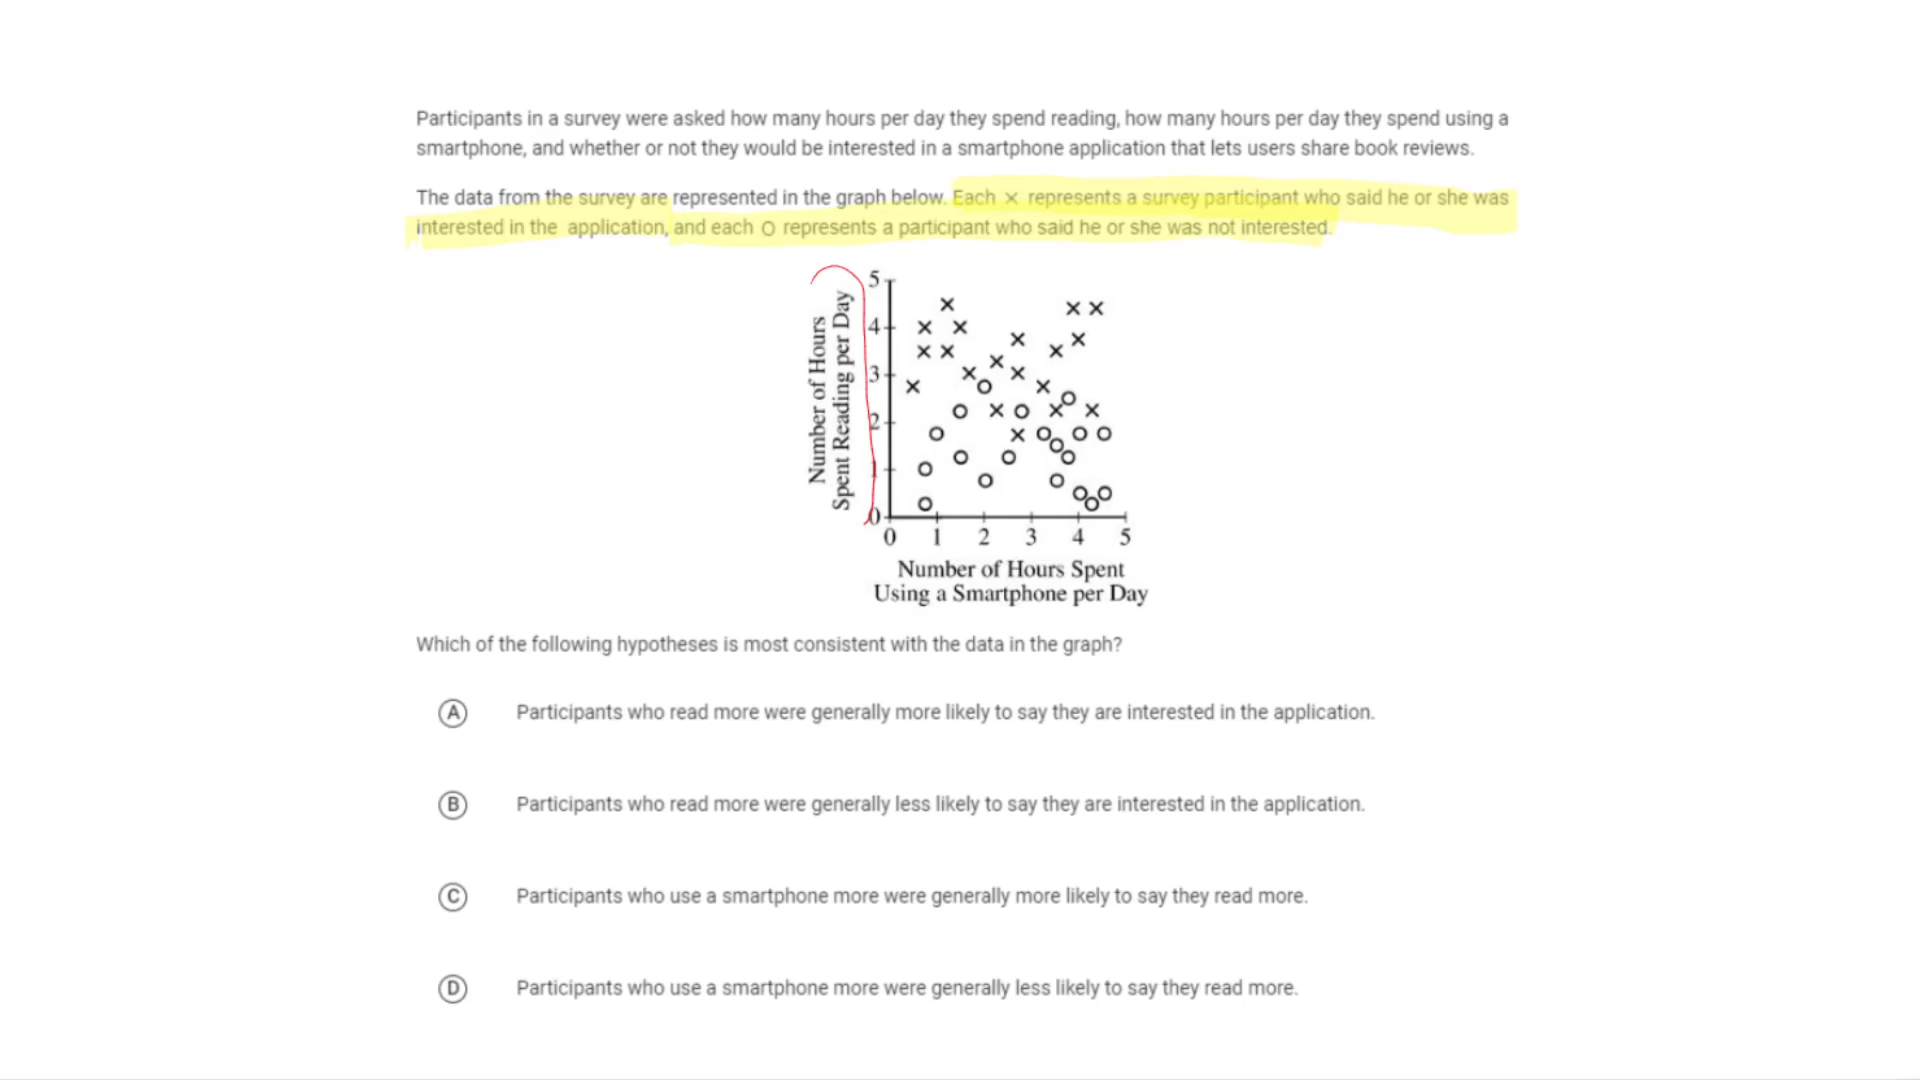 Participants in a survey were asked how many hours per day they spend reading, how many hours per day they spend using a
smartphone, and whether or not they would be interested in a smartphone application that lets users share book reviews.
The data from the survey are represented in the graph below. Each × represents a survey participant who said he or she was
interested in the application, and each O represents a participant who said he or she was not interested.
Number of Hours
Spent Reading per Day
5
4
3
2
1
0
0 1 2 3 4 5
Number of Hours Spent
Using a Smartphone per Day
Which of the following hypotheses is most consistent with the data in the graph?
A Participants who read more were generally more likely to say they are interested in the application.
B Participants who read more were generally less likely to say they are interested in the application.
C Participants who use a smartphone more were generally more likely to say they read more.
D Participants who use a smartphone more were generally less likely to say they read more.